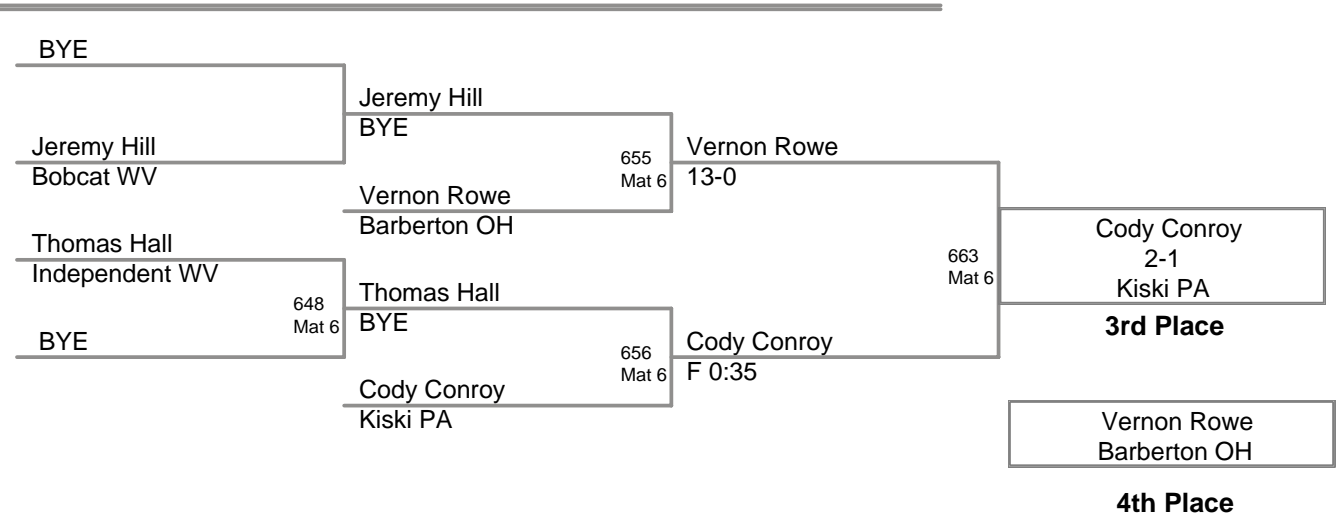 BYE
Jeremy Hill
BYE
Jeremy Hill
Bobcat WV
655
Mat 6
Vernon Rowe
13-0
Vernon Rowe
Barberton OH
Thomas Hall
Independent WV
648
Mat 6
Thomas Hall
BYE
BYE
656
Mat 6
Cody Conroy
F 0:35
Cody Conroy
Kiski PA
663
Mat 6
Cody Conroy
2-1
Kiski PA
3rd Place
Vernon Rowe
Barberton OH
4th Place